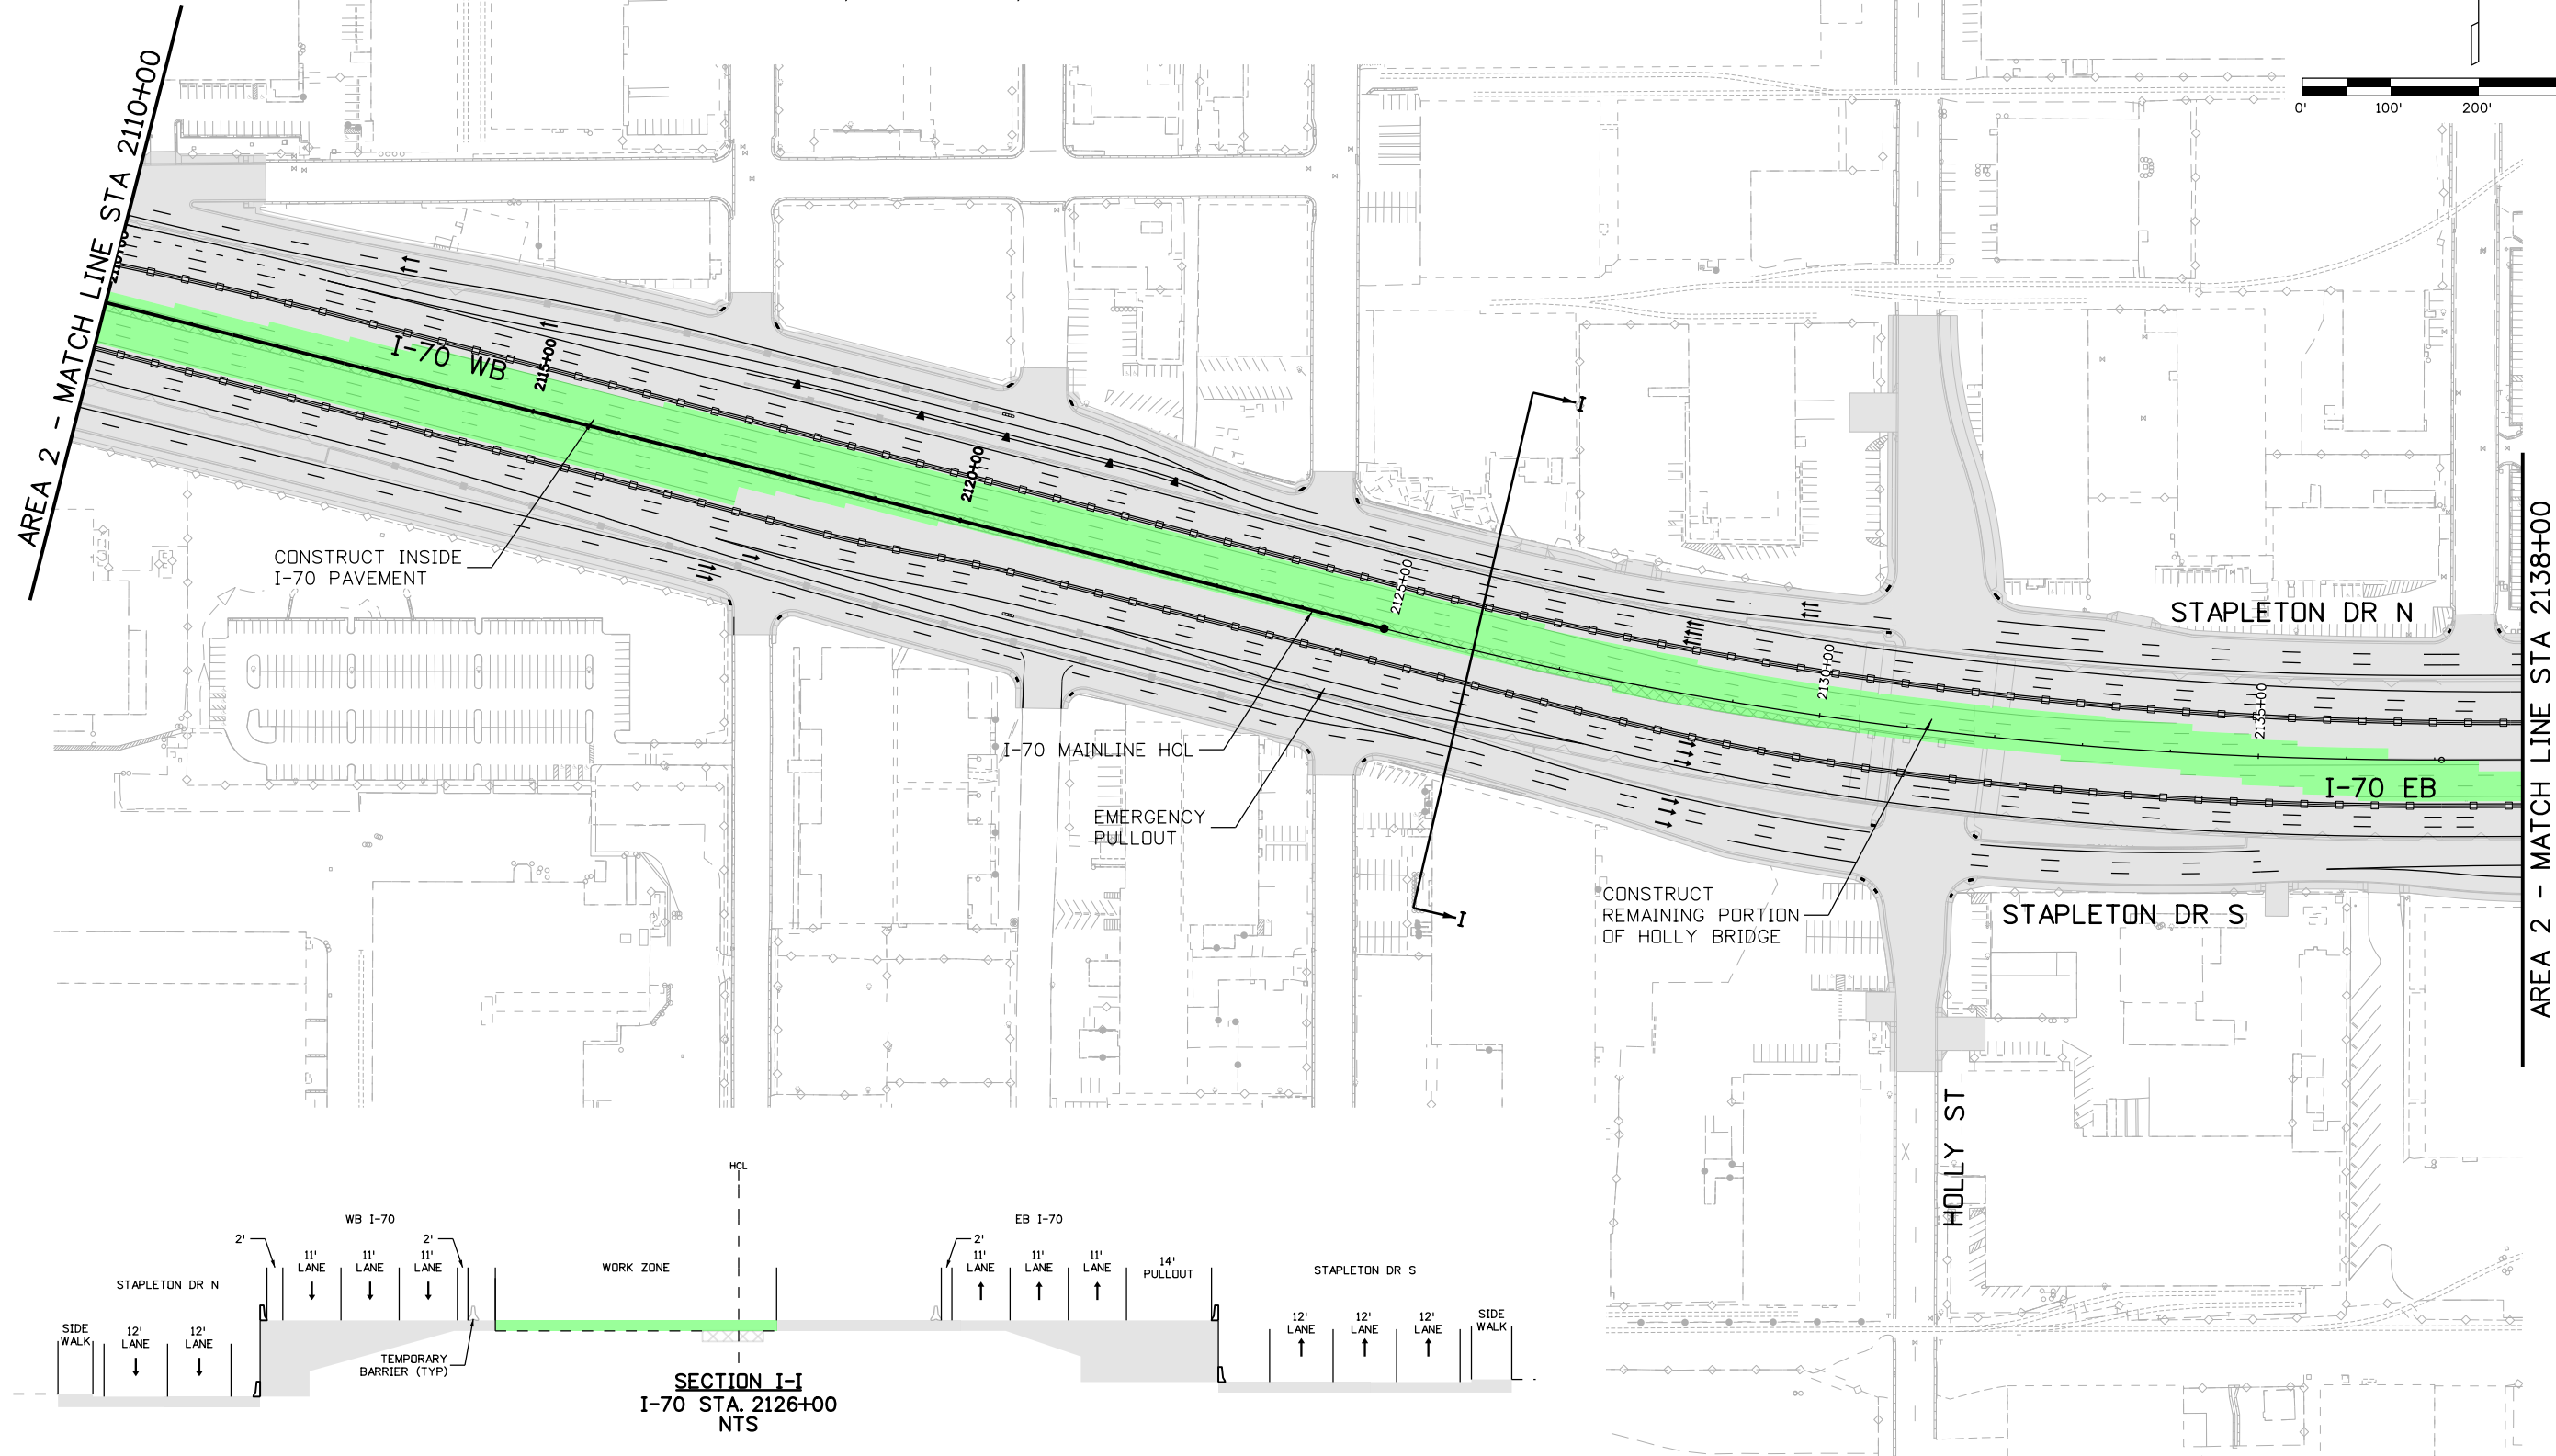 AREA 2 - MATCH LINE STA 2110+00
0' 100' 200'
I-70 WB
2115+00
2120+00
CONSTRUCT INSIDE
I-70 PAVEMENT
I
2125+00
2130+00
2135+00
STAPLETON DR N
I-70 MAINLINE HCL
I-70 EB
EMERGENCY
PULLOUT
AREA 2 - MATCH LINE STA 2138+00
CONSTRUCT
REMAINING PORTION
OF HOLLY BRIDGE
I
STAPLETON DR S
HOLLY ST
HCL
WB I-70
EB I-70
2' 2' 2'
11'
LANE
11'
LANE
11'
LANE
WORK ZONE
11'
LANE
11'
LANE
11'
LANE
14'
PULLOUT
STAPLETON DR N
STAPLETON DR S
SIDE
WALK
12'
LANE
12'
LANE
12'
LANE
12'
LANE
12'
LANE
SIDE
WALK
TEMPORARY
BARRIER (TYP)
SECTION I-I
I-70 STA. 2126+00
NTS